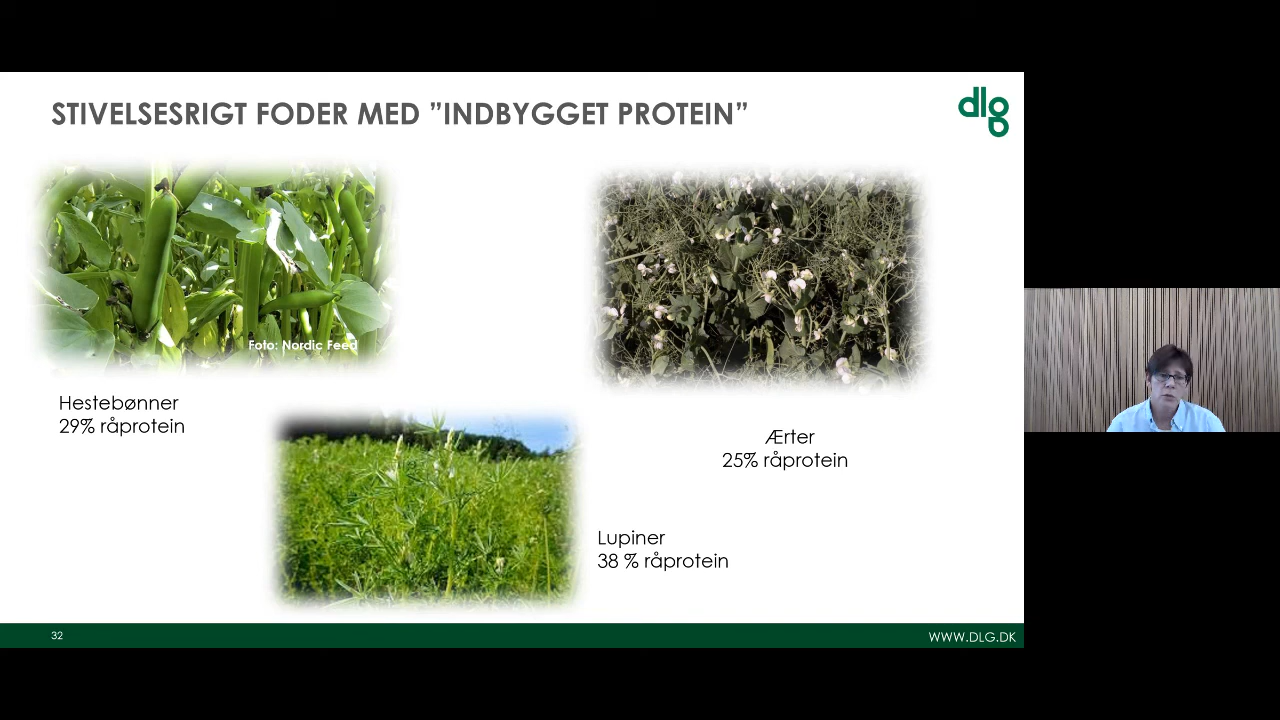 STIVELSESRIGT FODER MED ”INDBYGGET PROTEIN”
dlg
Foto: Nordic Feed
Hestebønner
29% råprotein
Ærter
25% råprotein
Lupiner
38 % råprotein
32
WWW.DLG.DK